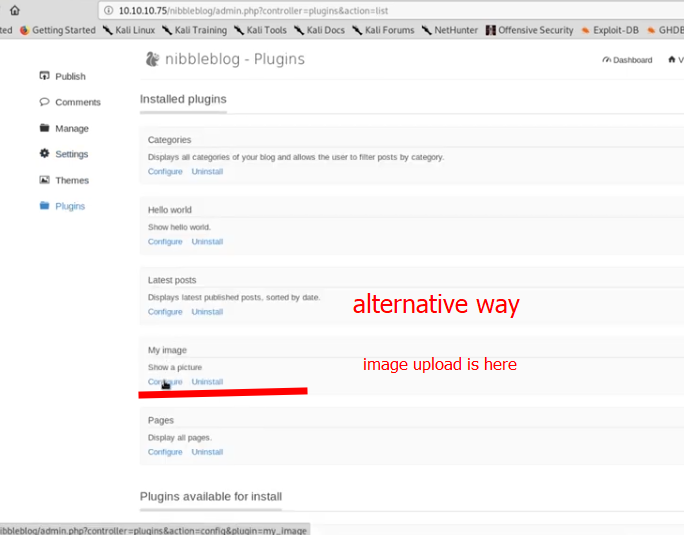 10.10.10.75/nibbleblog/admin.php?controller=plugins&action=list
ted Getting Started Kali Linux Kali Training Kali Tools Kali Docs Kali Forums NetHunter Offensive Security Exploit-DB GHDB
nibbleblog - Plugins
Dashboard V
Publish
Comments
Manage
Settings
Themes
Plugins
Installed plugins
Categories
Displays all categories of your blog and allows the user to filter posts by category.
Configure Uninstall
Hello world
Show hello world.
Configure Uninstall
Latest posts
Displays latest published posts, sorted by date.
Configure Uninstall
alternative way
My image
Show a picture
Configure Uninstall
image upload is here
Pages
Display all pages.
Configure Uninstall
Plugins available for install
ibbleblog/admin.php?controller=plugins&action=config&plugin=my_image